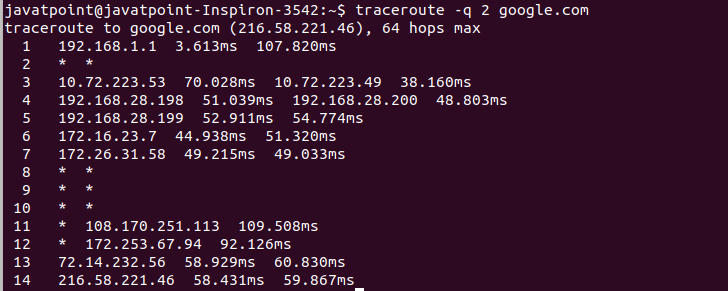 javatpoint@javatpoint-Inspiron-3542:~$ traceroute -q 2 google.com
traceroute to google.com (216.58.221.46), 64 hops max
  1   192.168.1.1  3.613ms  107.820ms
  2   *  *
  3   10.72.223.53  70.028ms  10.72.223.49  38.160ms
  4   192.168.28.198  51.039ms  192.168.28.200  48.803ms
  5   192.168.28.199  52.911ms  54.774ms
  6   172.16.23.7  44.938ms  51.320ms
  7   172.26.31.58  49.215ms  49.033ms
  8   *  *
  9   *  *
 10   *  *
 11   *  108.170.251.113  109.508ms
 12   *  172.253.67.94  92.126ms
 13   72.14.232.56  58.929ms  60.830ms
 14   216.58.221.46  58.431ms  59.867ms